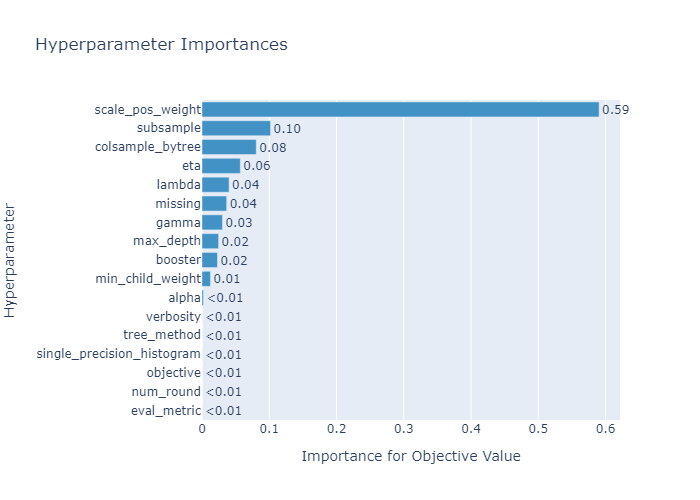 Hyperparameter Importances
scale_pos_weight 0.59
subsample 0.10
colsample_bytree 0.08
eta 0.06
lambda 0.04
missing 0.04
gamma 0.03
max_depth 0.02
booster 0.02
min_child_weight 0.01
alpha <0.01
verbosity <0.01
tree_method <0.01
single_precision_histogram <0.01
objective <0.01
num_round <0.01
eval_metric <0.01
0 0.1 0.2 0.3 0.4 0.5 0.6
Importance for Objective Value
Hyperparameter